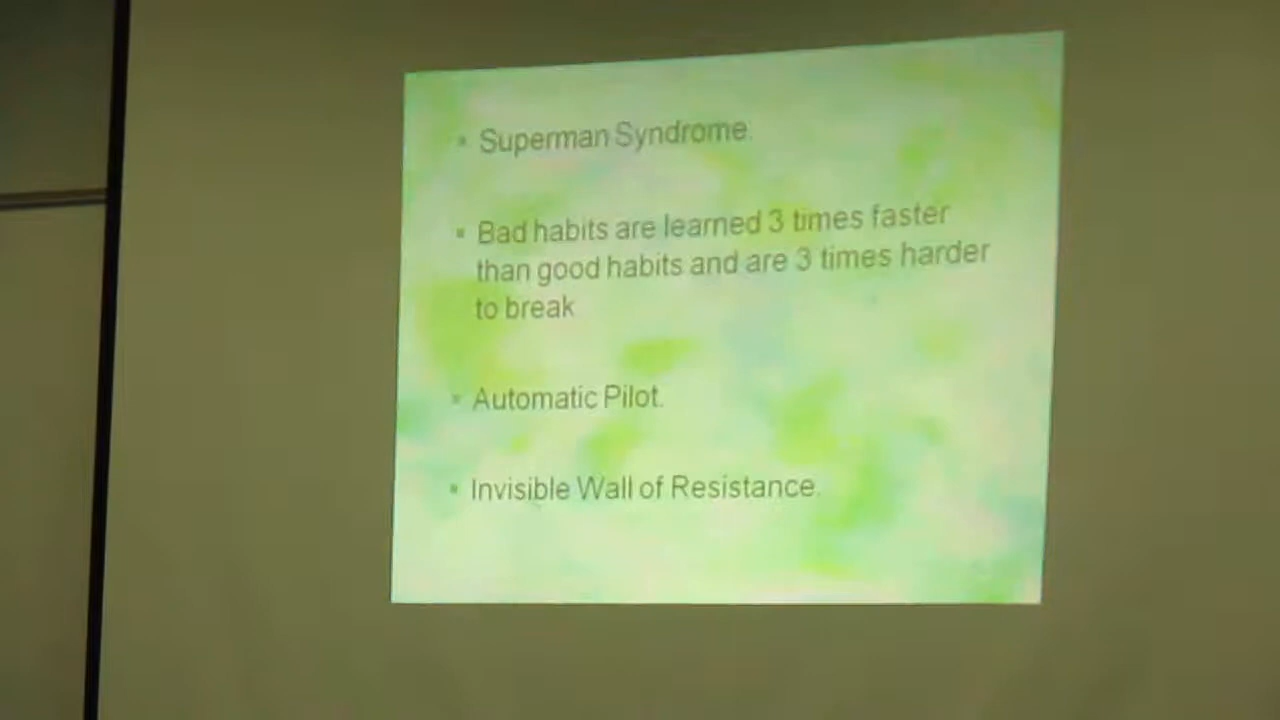 Superman Syndrome.
Bad habits are learned 3 times faster
than good habits and are 3 times harder
to break
Automatic Pilot.
Invisible Wall of Resistance.